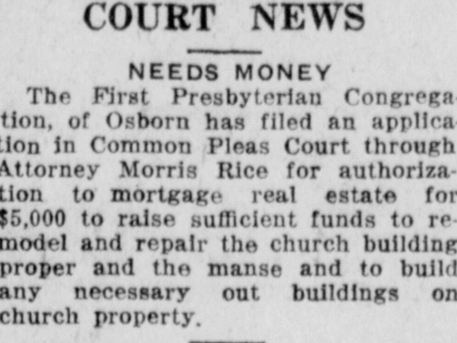 COURT NEWS
NEEDS MONEY
The First Presbyterian Congrega-
tion, of Osborn has filed an applica-
tion in Common Pleas Court through
Attorney Morris Rice for authoriza-
tion to mortgage real estate for
$5,000 to raise sufficient funds to re-
model and repair the church building
proper and the manse and to build
any necessary out buildings on
church property.